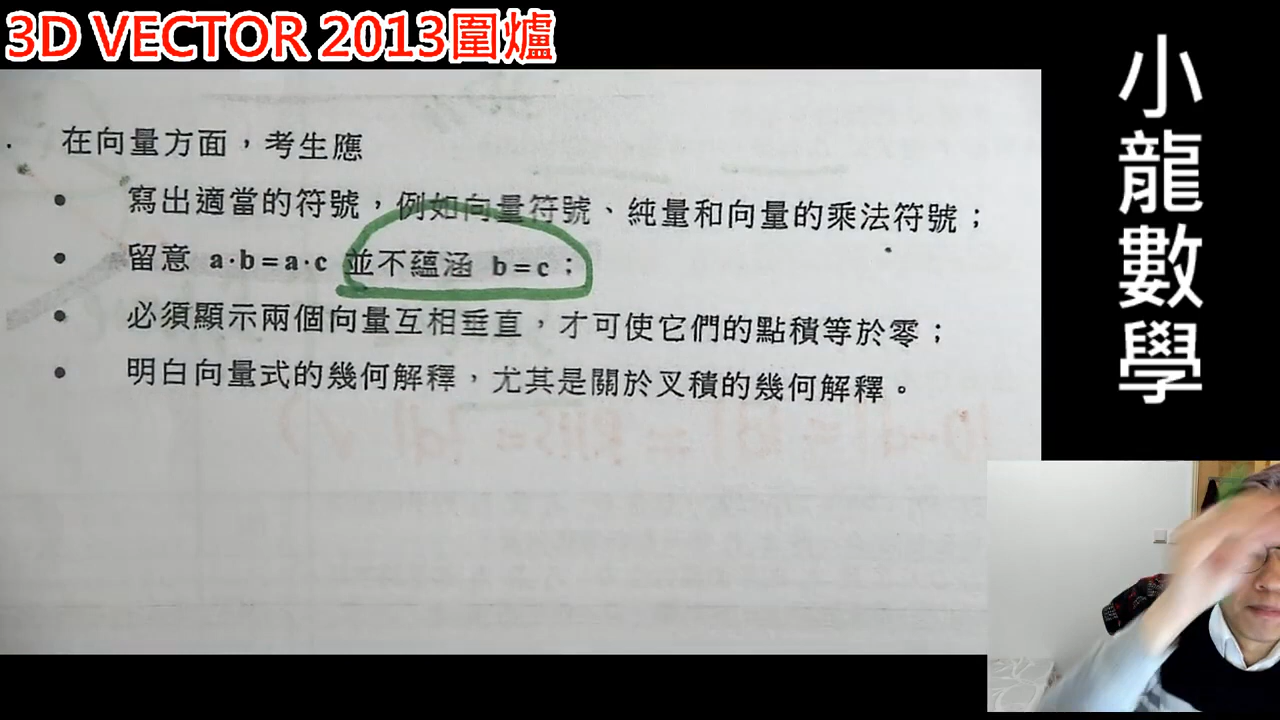 3D VECTOR 2013圍爐
小龍數學
在向量方面，考生應
• 寫出適當的符號，例如向量符號、純量和向量的乘法符號；
• 留意 a·b=a·c 並不蘊涵 b=c；
• 必須顯示兩個向量互相垂直，才可使它們的點積等於零；
• 明白向量式的幾何解釋，尤其是關於叉積的幾何解釋。